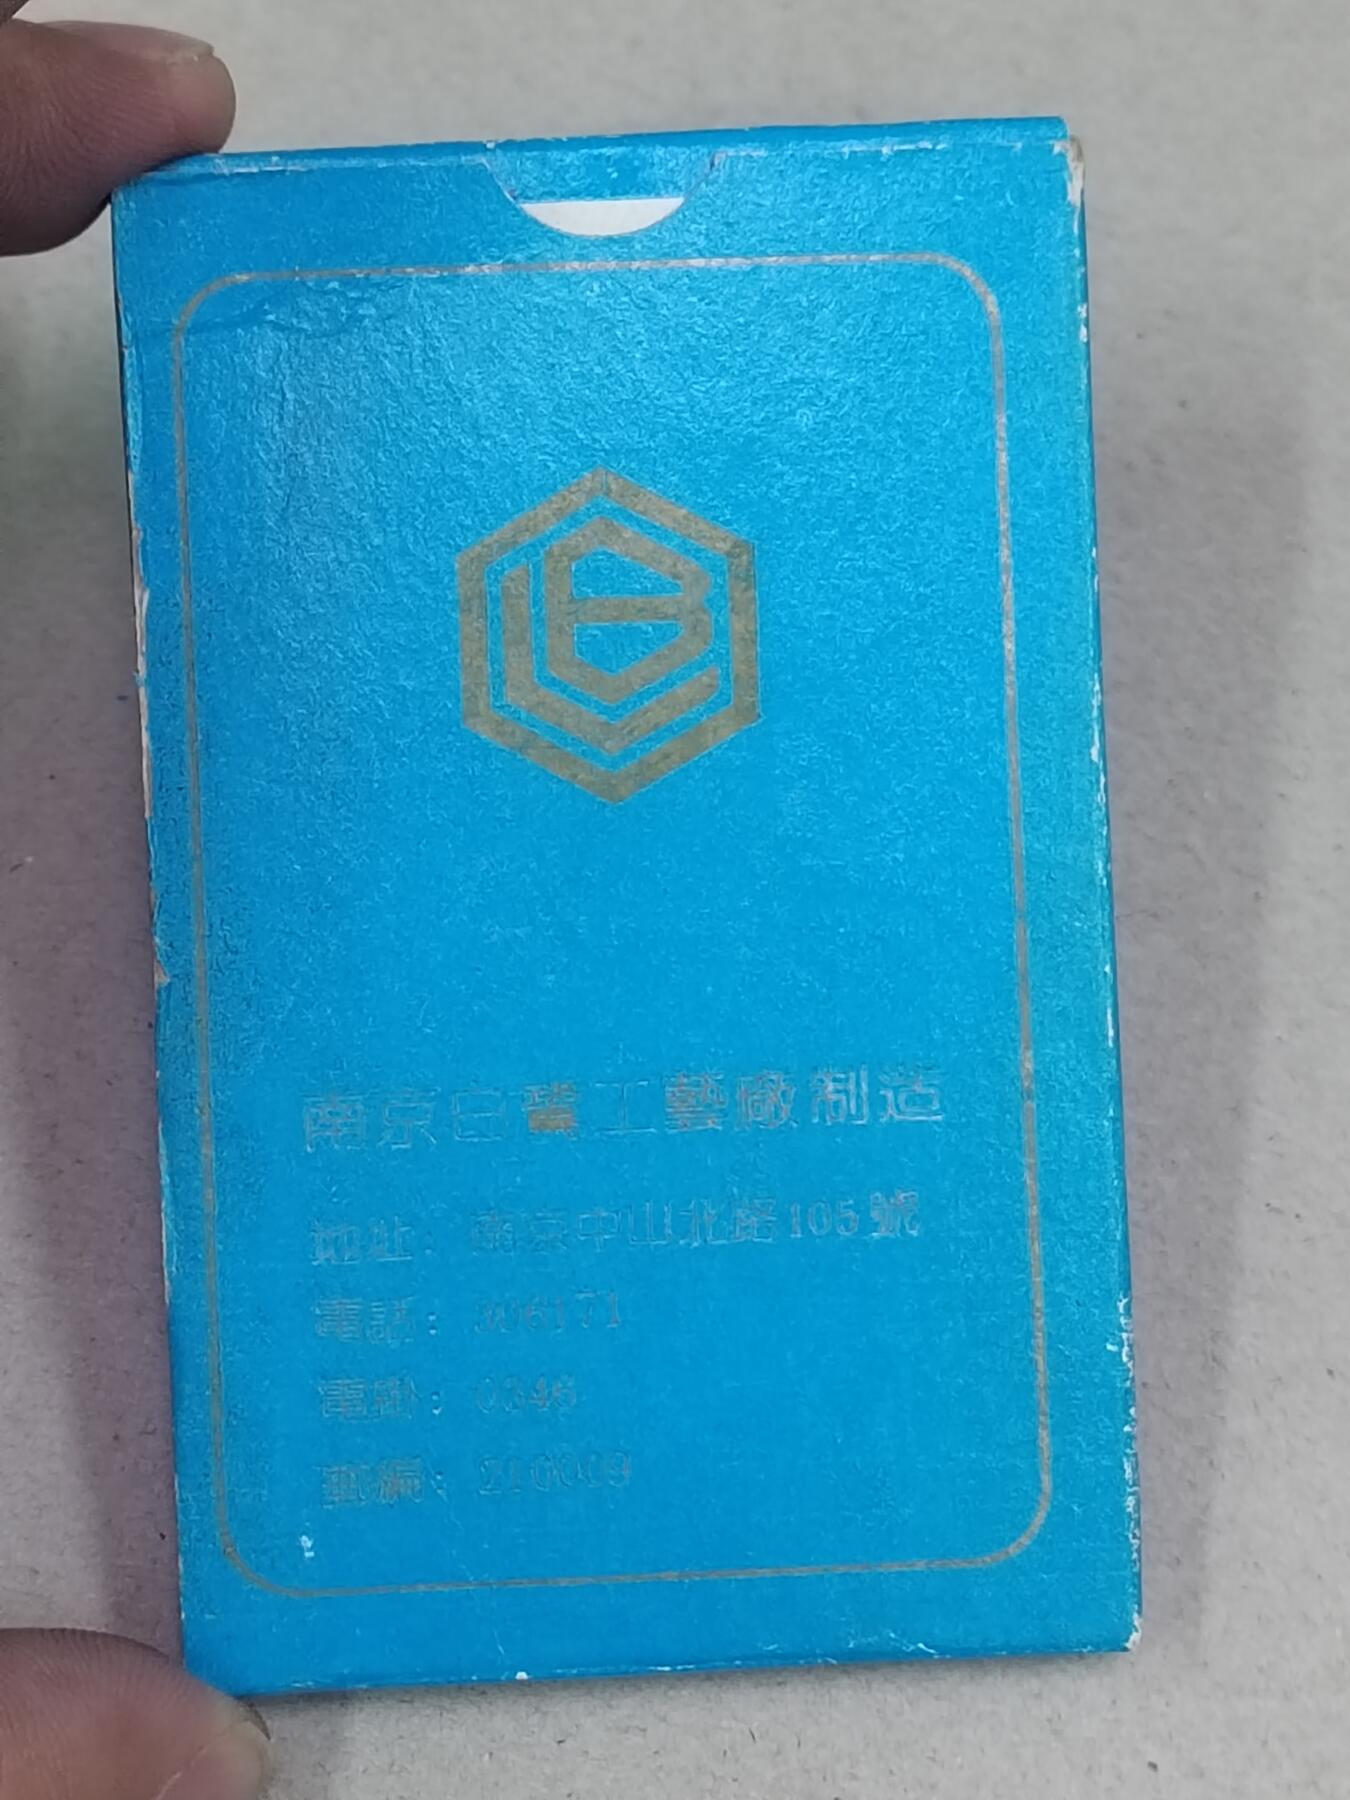 南京白鷺工藝廠制造
地址：南京中山北路105號
電話：306171
電掛：0346
郵編：210009